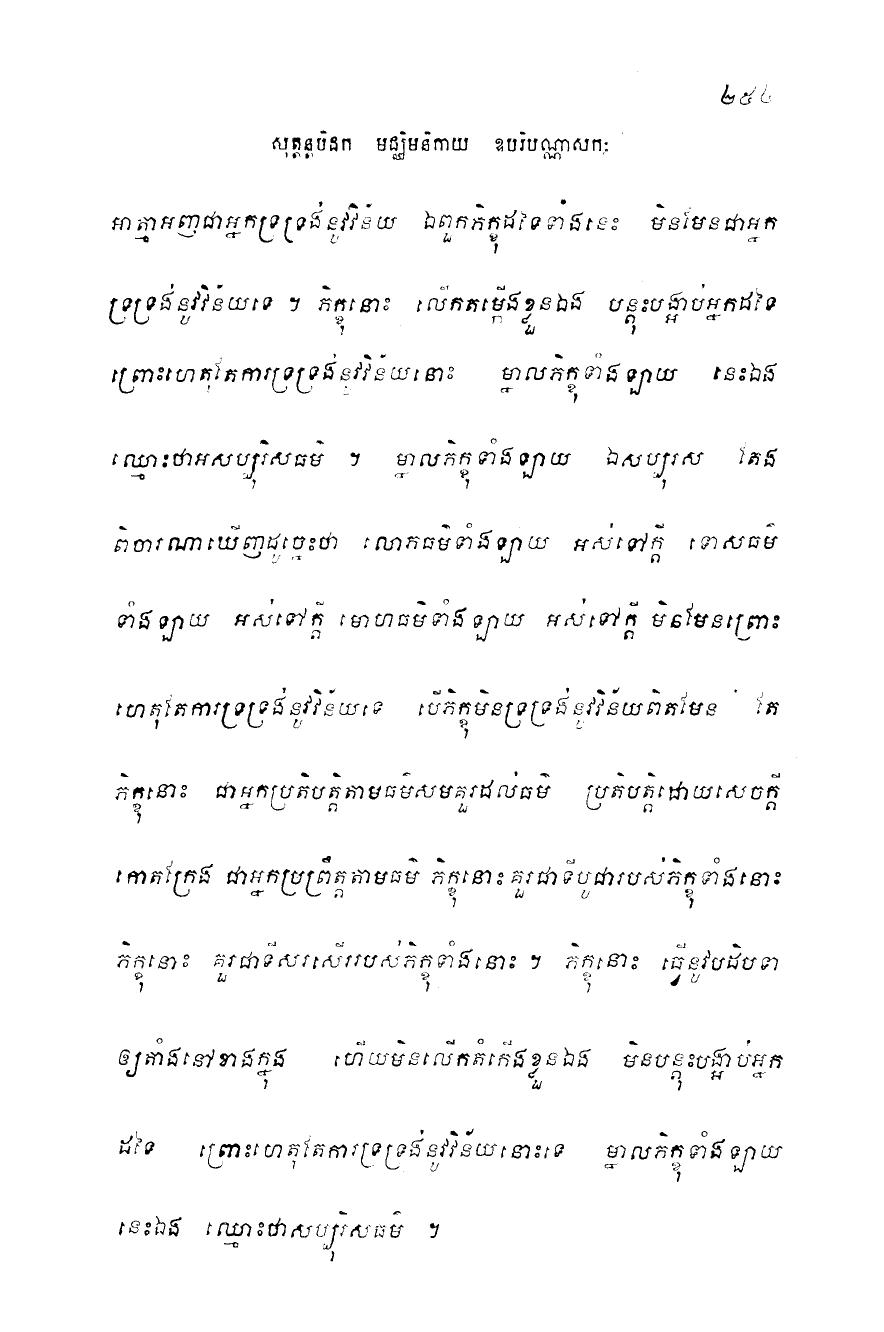 ២៥៤
សុត្តន្តបិដក មជ្ឈិមនិកាយ ឧបរិបណ្ណាសកៈ
អាត្មាអញជាអ្នកទ្រទ្រង់នូវវិន័យ ឯពួកភិក្ខុដទៃទាំងនេះ មិនមែនជាអ្នក
ទ្រទ្រង់នូវវិន័យទេ ។ ភិក្ខុនោះ លើកតម្កើងខ្លួនឯង បន្តុះបង្អាប់អ្នកដទៃ
ព្រោះហេតុតែការទ្រទ្រង់នូវវិន័យនោះ ម្នាលភិក្ខុទាំងឡាយ នេះឯង
ឈ្មោះថាអសប្បុរិសធម៌ ។ ម្នាលភិក្ខុទាំងឡាយ ឯសប្បុរស តែង
ពិចារណាឃើញដូច្នេះថា លោភធម៌ទាំងឡាយ អស់ទៅក្តី ទោសធម៌
ទាំងឡាយ អស់ទៅក្តី មោហធម៌ទាំងឡាយ អស់ទៅក្តី មិនមែនព្រោះ
ហេតុតែការទ្រទ្រង់នូវវិន័យទេ បើភិក្ខុមិនទ្រទ្រង់នូវវិន័យពិតមែន តែ
ភិក្ខុនោះ ជាអ្នកប្រតិបត្តិតាមធម៌សមគួរដល់ធម៌ ប្រតិបត្តិដោយសេចក្តី
កោតក្រែង ជាអ្នកប្រព្រឹត្តតាមធម៌ ភិក្ខុនោះគួរជាទីបូជារបស់ភិក្ខុទាំងនោះ
ភិក្ខុនោះ គួរជាទីសរសើររបស់ភិក្ខុទាំងនោះ ។ ភិក្ខុនោះ ធ្វើនូវបដិបទា
ឲ្យតាំងនៅខាងក្នុង ហើយមិនលើកតំកើងខ្លួនឯង មិនបន្តុះបង្អាប់អ្នក
ដទៃ ព្រោះហេតុតែការទ្រទ្រង់នូវវិន័យនោះទេ ម្នាលភិក្ខុទាំងឡាយ
នេះឯង ឈ្មោះថាសប្បុរិសធម៌ ។